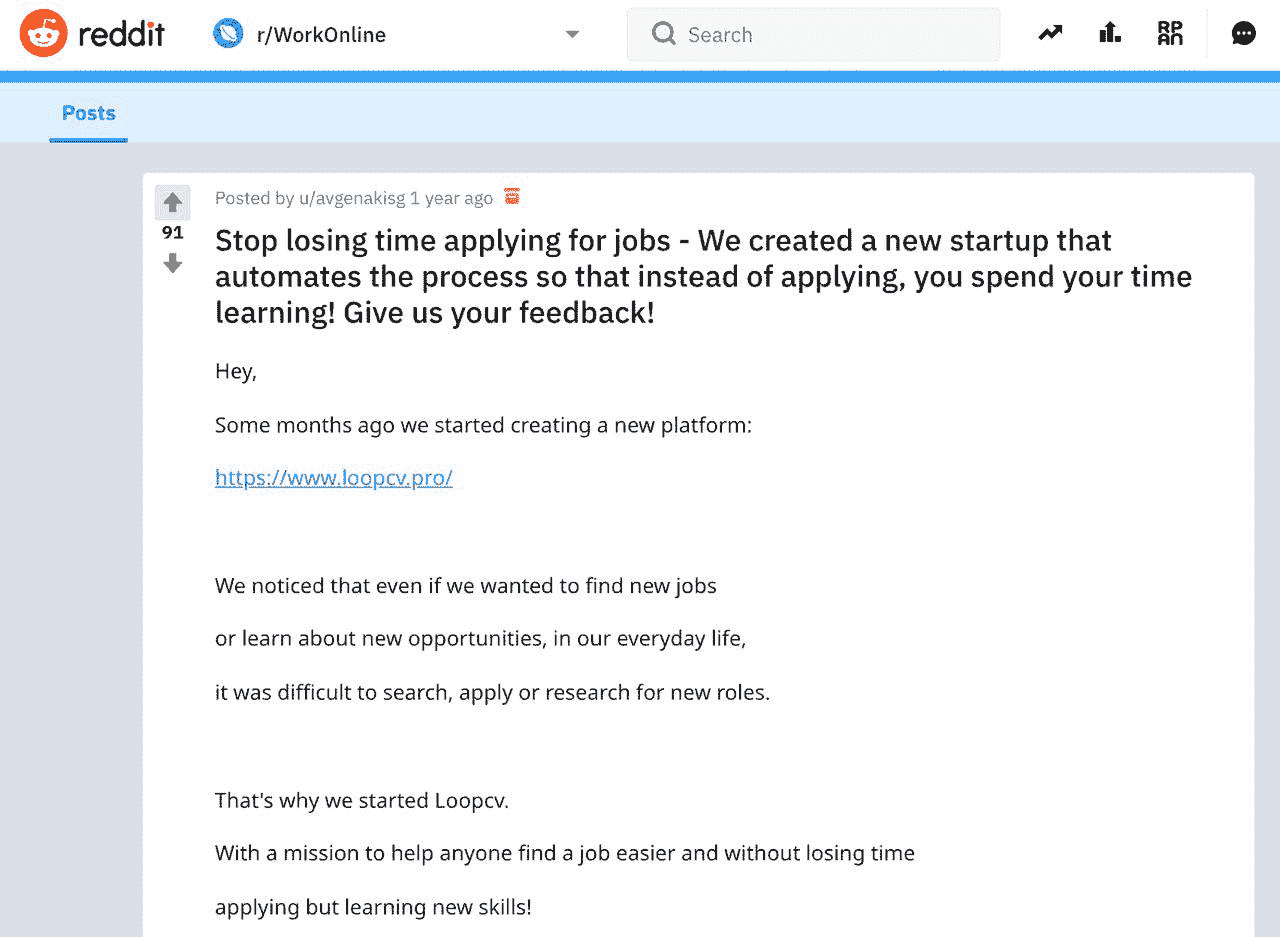 reddit
r/WorkOnline
Search
RP
AN
Posts
Posted by u/avgenakisg 1 year ago
91
Stop losing time applying for jobs - We created a new startup that
automates the process so that instead of applying, you spend your time
learning! Give us your feedback!
Hey,
Some months ago we started creating a new platform:
https://www.loopcv.pro/
We noticed that even if we wanted to find new jobs
or learn about new opportunities, in our everyday life,
it was difficult to search, apply or research for new roles.
That's why we started Loopcv.
With a mission to help anyone find a job easier and without losing time
applying but learning new skills!